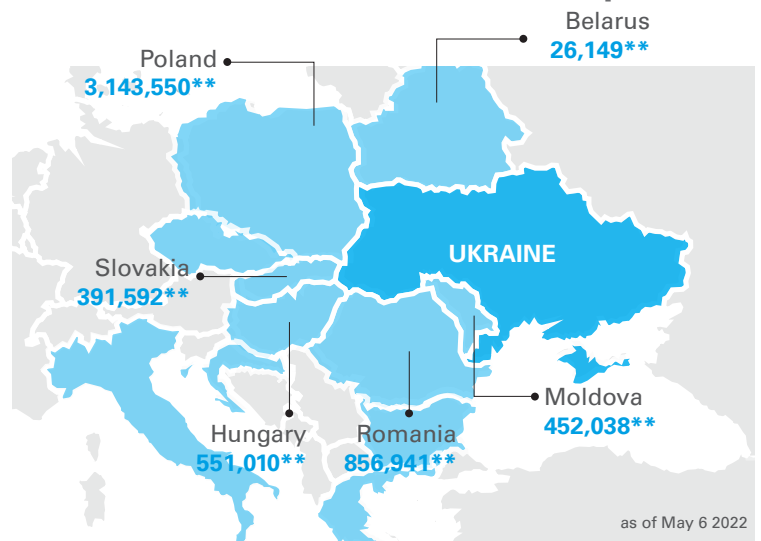 Belarus
26,149**
Poland
3,143,550**
UKRAINE
Slovakia
391,592**
Moldova
452,038**
Hungary
551,010**
Romania
856,941**
as of May 6 2022